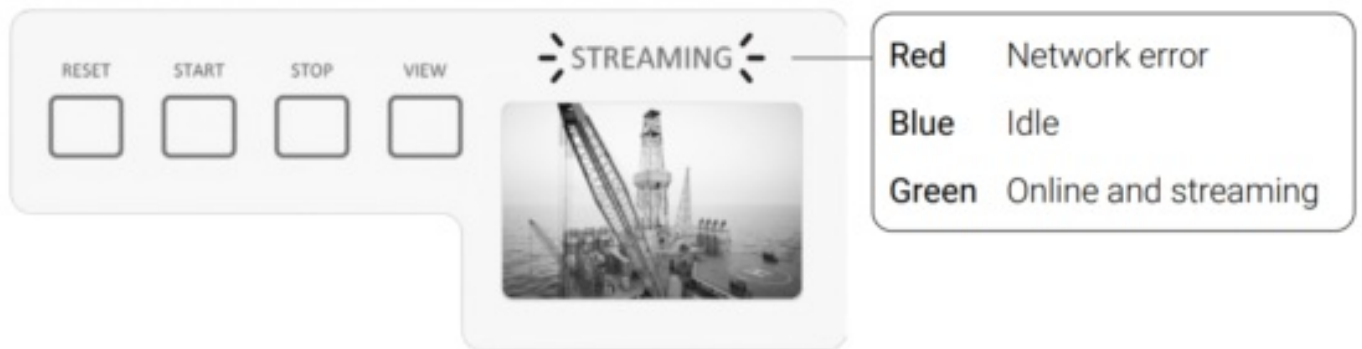 RESET START STOP VIEW
STREAMING
Red Network error
Blue Idle
Green Online and streaming